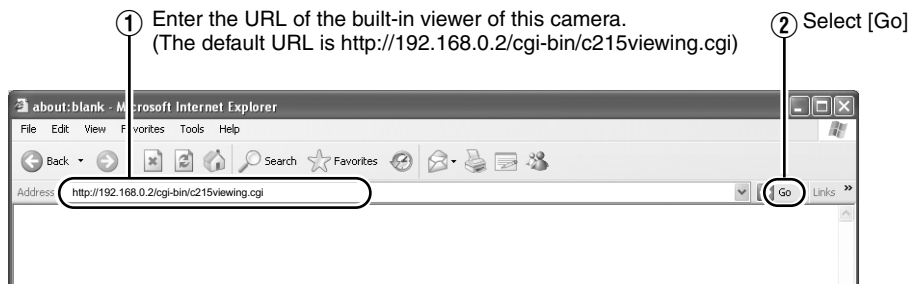 ① Enter the URL of the built-in viewer of this camera.
(The default URL is http://192.168.0.2/cgi-bin/c215viewing.cgi)
② Select [Go]
about:blank - Microsoft Internet Explorer
File Edit View Favorites Tools Help
Back Search Favorites
Address http://192.168.0.2/cgi-bin/c215viewing.cgi Go Links »